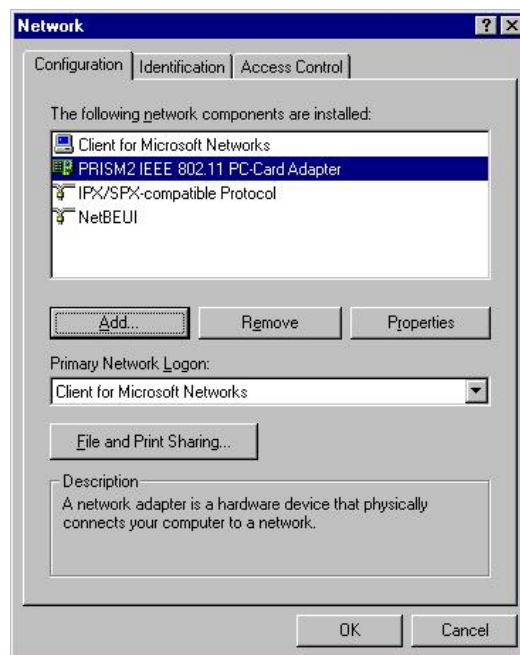 Network
Configuration Identification Access Control
The following network components are installed:
Client for Microsoft Networks
PRISM2 IEEE 802.11 PC-Card Adapter
IPX/SPX-compatible Protocol
NetBEUI
Add... Remove Properties
Primary Network Logon:
Client for Microsoft Networks
File and Print Sharing...
Description
A network adapter is a hardware device that physically
connects your computer to a network.
OK Cancel